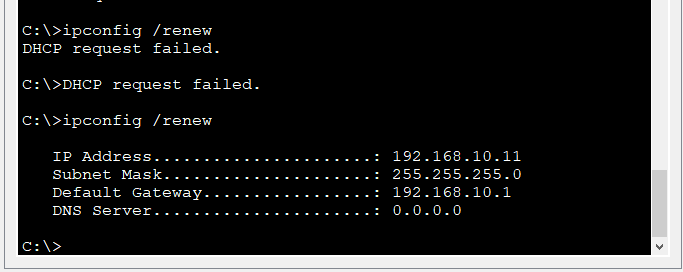 C:\>ipconfig /renew
DHCP request failed.
C:\>DHCP request failed.
C:\>ipconfig /renew
IP Address......................: 192.168.10.11
Subnet Mask.....................: 255.255.255.0
Default Gateway.................: 192.168.10.1
DNS Server......................: 0.0.0.0
C:\>